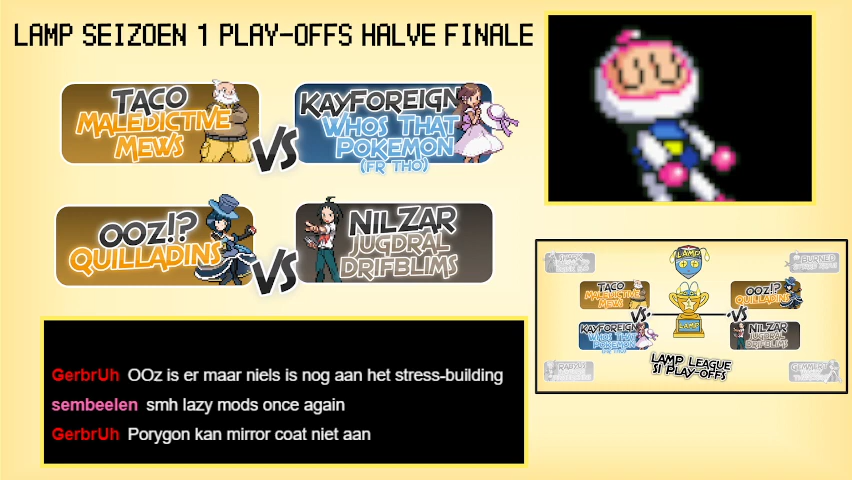 LAMP SEIZOEN 1 PLAY-OFFS HALVE FINALE
TACO
MALEDICTIVE
MEWS
VS
KAYFOREIGN
WHOS THAT
POKEMON
(FR THO)
OOZ!?
QUILLADINS
VS
NILZAR
JUGDRAL
DRIFBLIMS
GerbrUh OOz is er maar niels is nog aan het stress-building
sembeelen smh lazy mods once again
GerbrUh Porygon kan mirror coat niet aan
LAMP
BURNED
TACO
MALEDICTIVE
MEWS
VS
KAYFOREIGN
WHOS THAT
POKEMON
LAMP
OOZ!?
QUILLADINS
VS
NILZAR
JUGDRAL
DRIFBLIMS
LAMP LEAGUE
S1 PLAY-OFFS